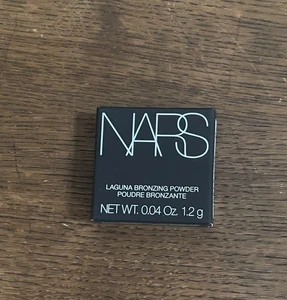 NARS
LAGUNA BRONZING POWDER
POUDRE BRONZANTE
NET WT. 0.04 Oz. 1.2 g